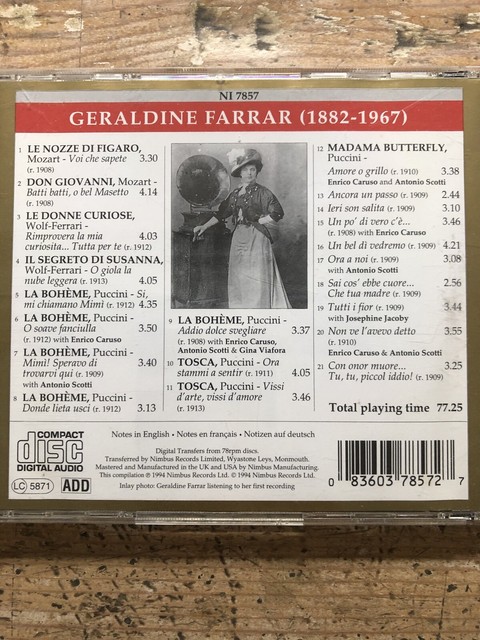 NI 7857
GERALDINE FARRAR (1882-1967)
1 LE NOZZE DI FIGARO,
Mozart - Voi che sapete 3.30
(r. 1908)
2 DON GIOVANNI, Mozart -
Batti batti, o bel Masetto 4.14
(r. 1908)
3 LE DONNE CURIOSE,
Wolf-Ferrari -
Rimprovera la mia
curiosita... Tutta per te (r. 1912) 4.03
4 IL SEGRETO DI SUSANNA,
Wolf-Ferrari - O gioia la
nube leggera (r. 1913) 4.05
5 LA BOHÈME, Puccini - Si,
mi chiamano Mimì (r. 1912) 4.35
6 LA BOHÈME, Puccini -
O soave fanciulla 3.50
(r. 1912) with Enrico Caruso
7 LA BOHÈME, Puccini -
Mimì! Speravo di
trovarvi qui (r. 1909) 3.40
with Antonio Scotti
8 LA BOHÈME, Puccini -
Donde lieta uscì (r. 1912) 3.13
9 LA BOHÈME, Puccini -
Addio dolce svegliare 3.37
(r. 1908) with Enrico Caruso,
Antonio Scotti & Gina Viafora
10 TOSCA, Puccini - Ora
stammi a sentir (r. 1911) 4.05
11 TOSCA, Puccini - Vissi
d'arte, vissi d'amore 3.46
(r. 1913)
12 MADAMA BUTTERFLY,
Puccini -
Amore o grillo (r. 1910) 3.38
Enrico Caruso and Antonio Scotti
13 Ancora un passo (r. 1909) 2.44
14 Ieri son salita (r. 1909) 3.10
15 Un po' di vero c'è... 3.46
(r. 1908) with Enrico Caruso
16 Un bel dì vedremo (r. 1909) 4.21
17 Ora a noi (r. 1909) 3.08
with Antonio Scotti
18 Sai cos' ebbe cuore... 2.56
Che tua madre (r. 1909)
19 Tutti i fior (r. 1909) 3.44
with Josephine Jacoby
20 Non ve l'avevo detto 3.55
(r. 1910)
Enrico Caruso & Antonio Scotti
21 Con onor muore... 3.25
Tu, tu, piccol iddio! (r. 1909)
Total playing time 77.25
COMPACT
disc
DIGITAL AUDIO
LC 5871
ADD
Notes in English • Notes en français • Notizen auf deutsch
Digital Transfers from 78rpm discs.
Transferred by Nimbus Records Limited, Wyastone Leys, Monmouth.
Mastered and Manufactured in the UK and USA by Nimbus Manufacturing.
This compilation ℗ 1994 Nimbus Records Ltd. © 1994 Nimbus Records Ltd.
Inlay photo: Geraldine Farrar listening to her first recording
0 83603 78572 7